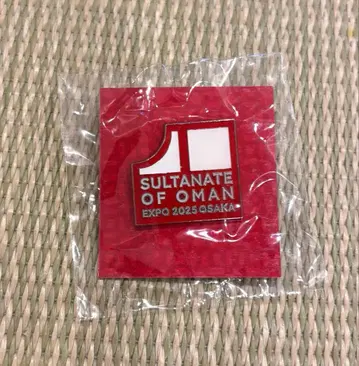 SULTANATE
OF OMAN
EXPO 2025 OSAKA